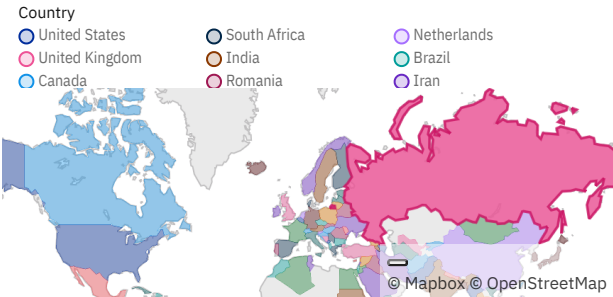 Country
United States
South Africa
Netherlands
United Kingdom
India
Brazil
Canada
Romania
Iran
© Mapbox © OpenStreetMap